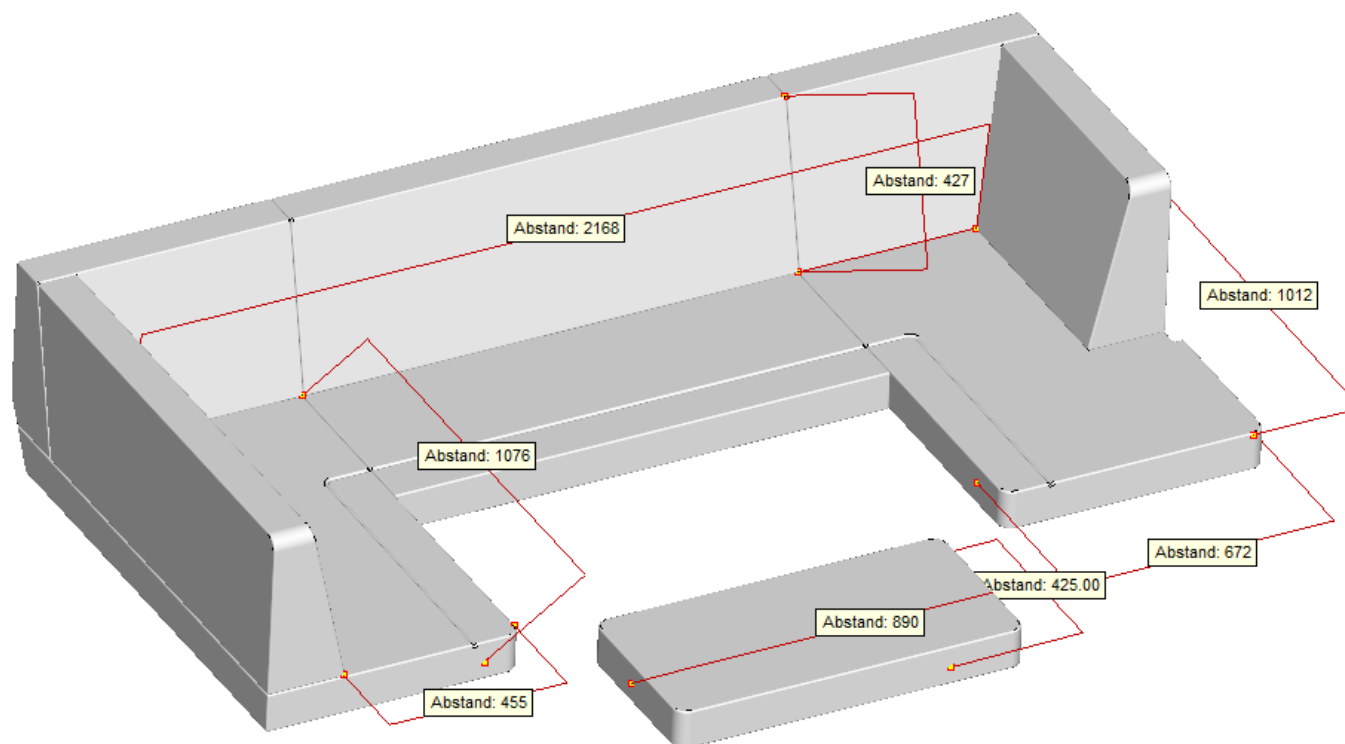 Abstand: 427
Abstand: 2168
Abstand: 1012
Abstand: 1076
Abstand: 672
Abstand: 425.00
Abstand: 890
Abstand: 455